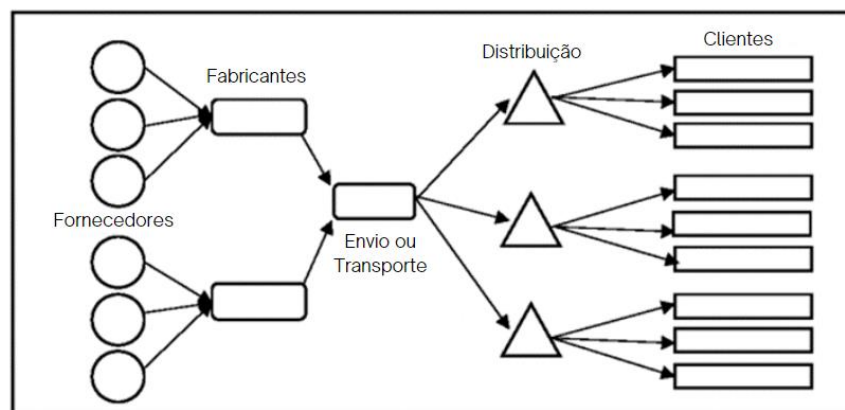 Clientes
Distribuição
Fabricantes
Fornecedores
Envio ou
Transporte